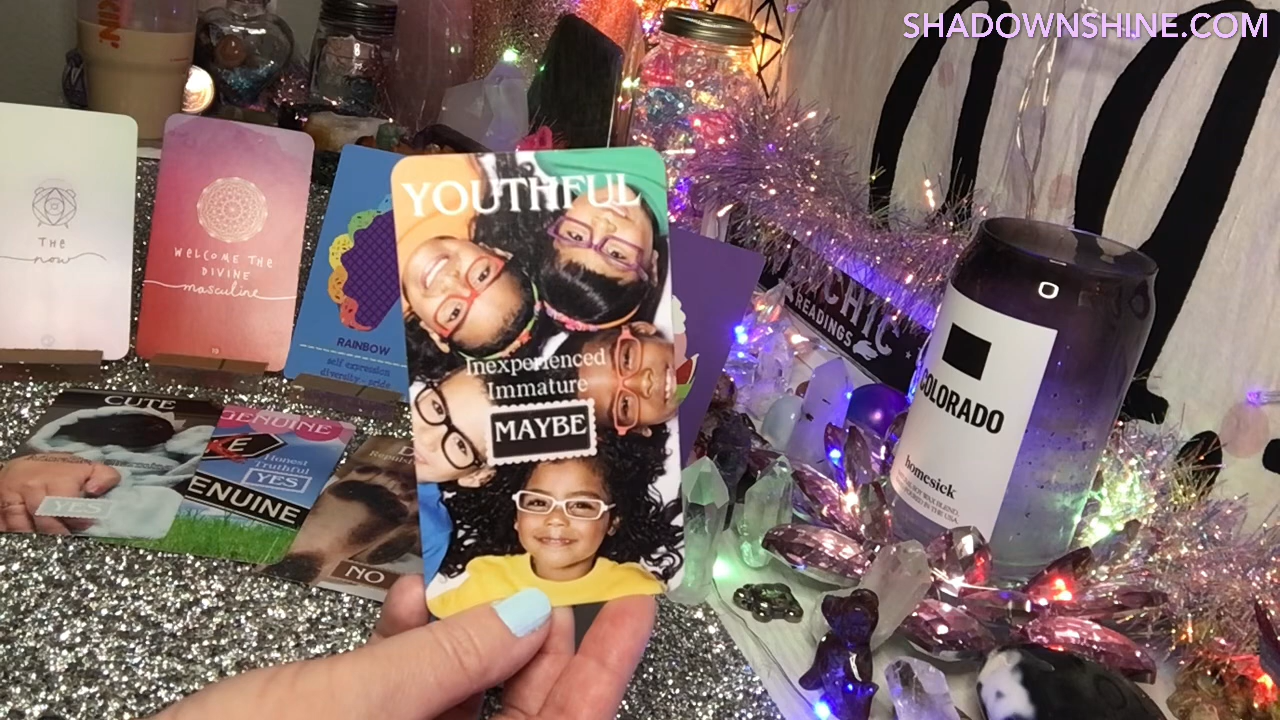 SHADOWNSHINE.COM
THE
now
WELCOME THE
DIVINE
masculine
RAINBOW
self expression
diversity - pride
YOUTHFUL
Inexperienced
Immature
MAYBE
CUTE
YES
GENUINE
Honest
Truthful
YES
GENUINE
NO
READINGS
COLORADO
homesick